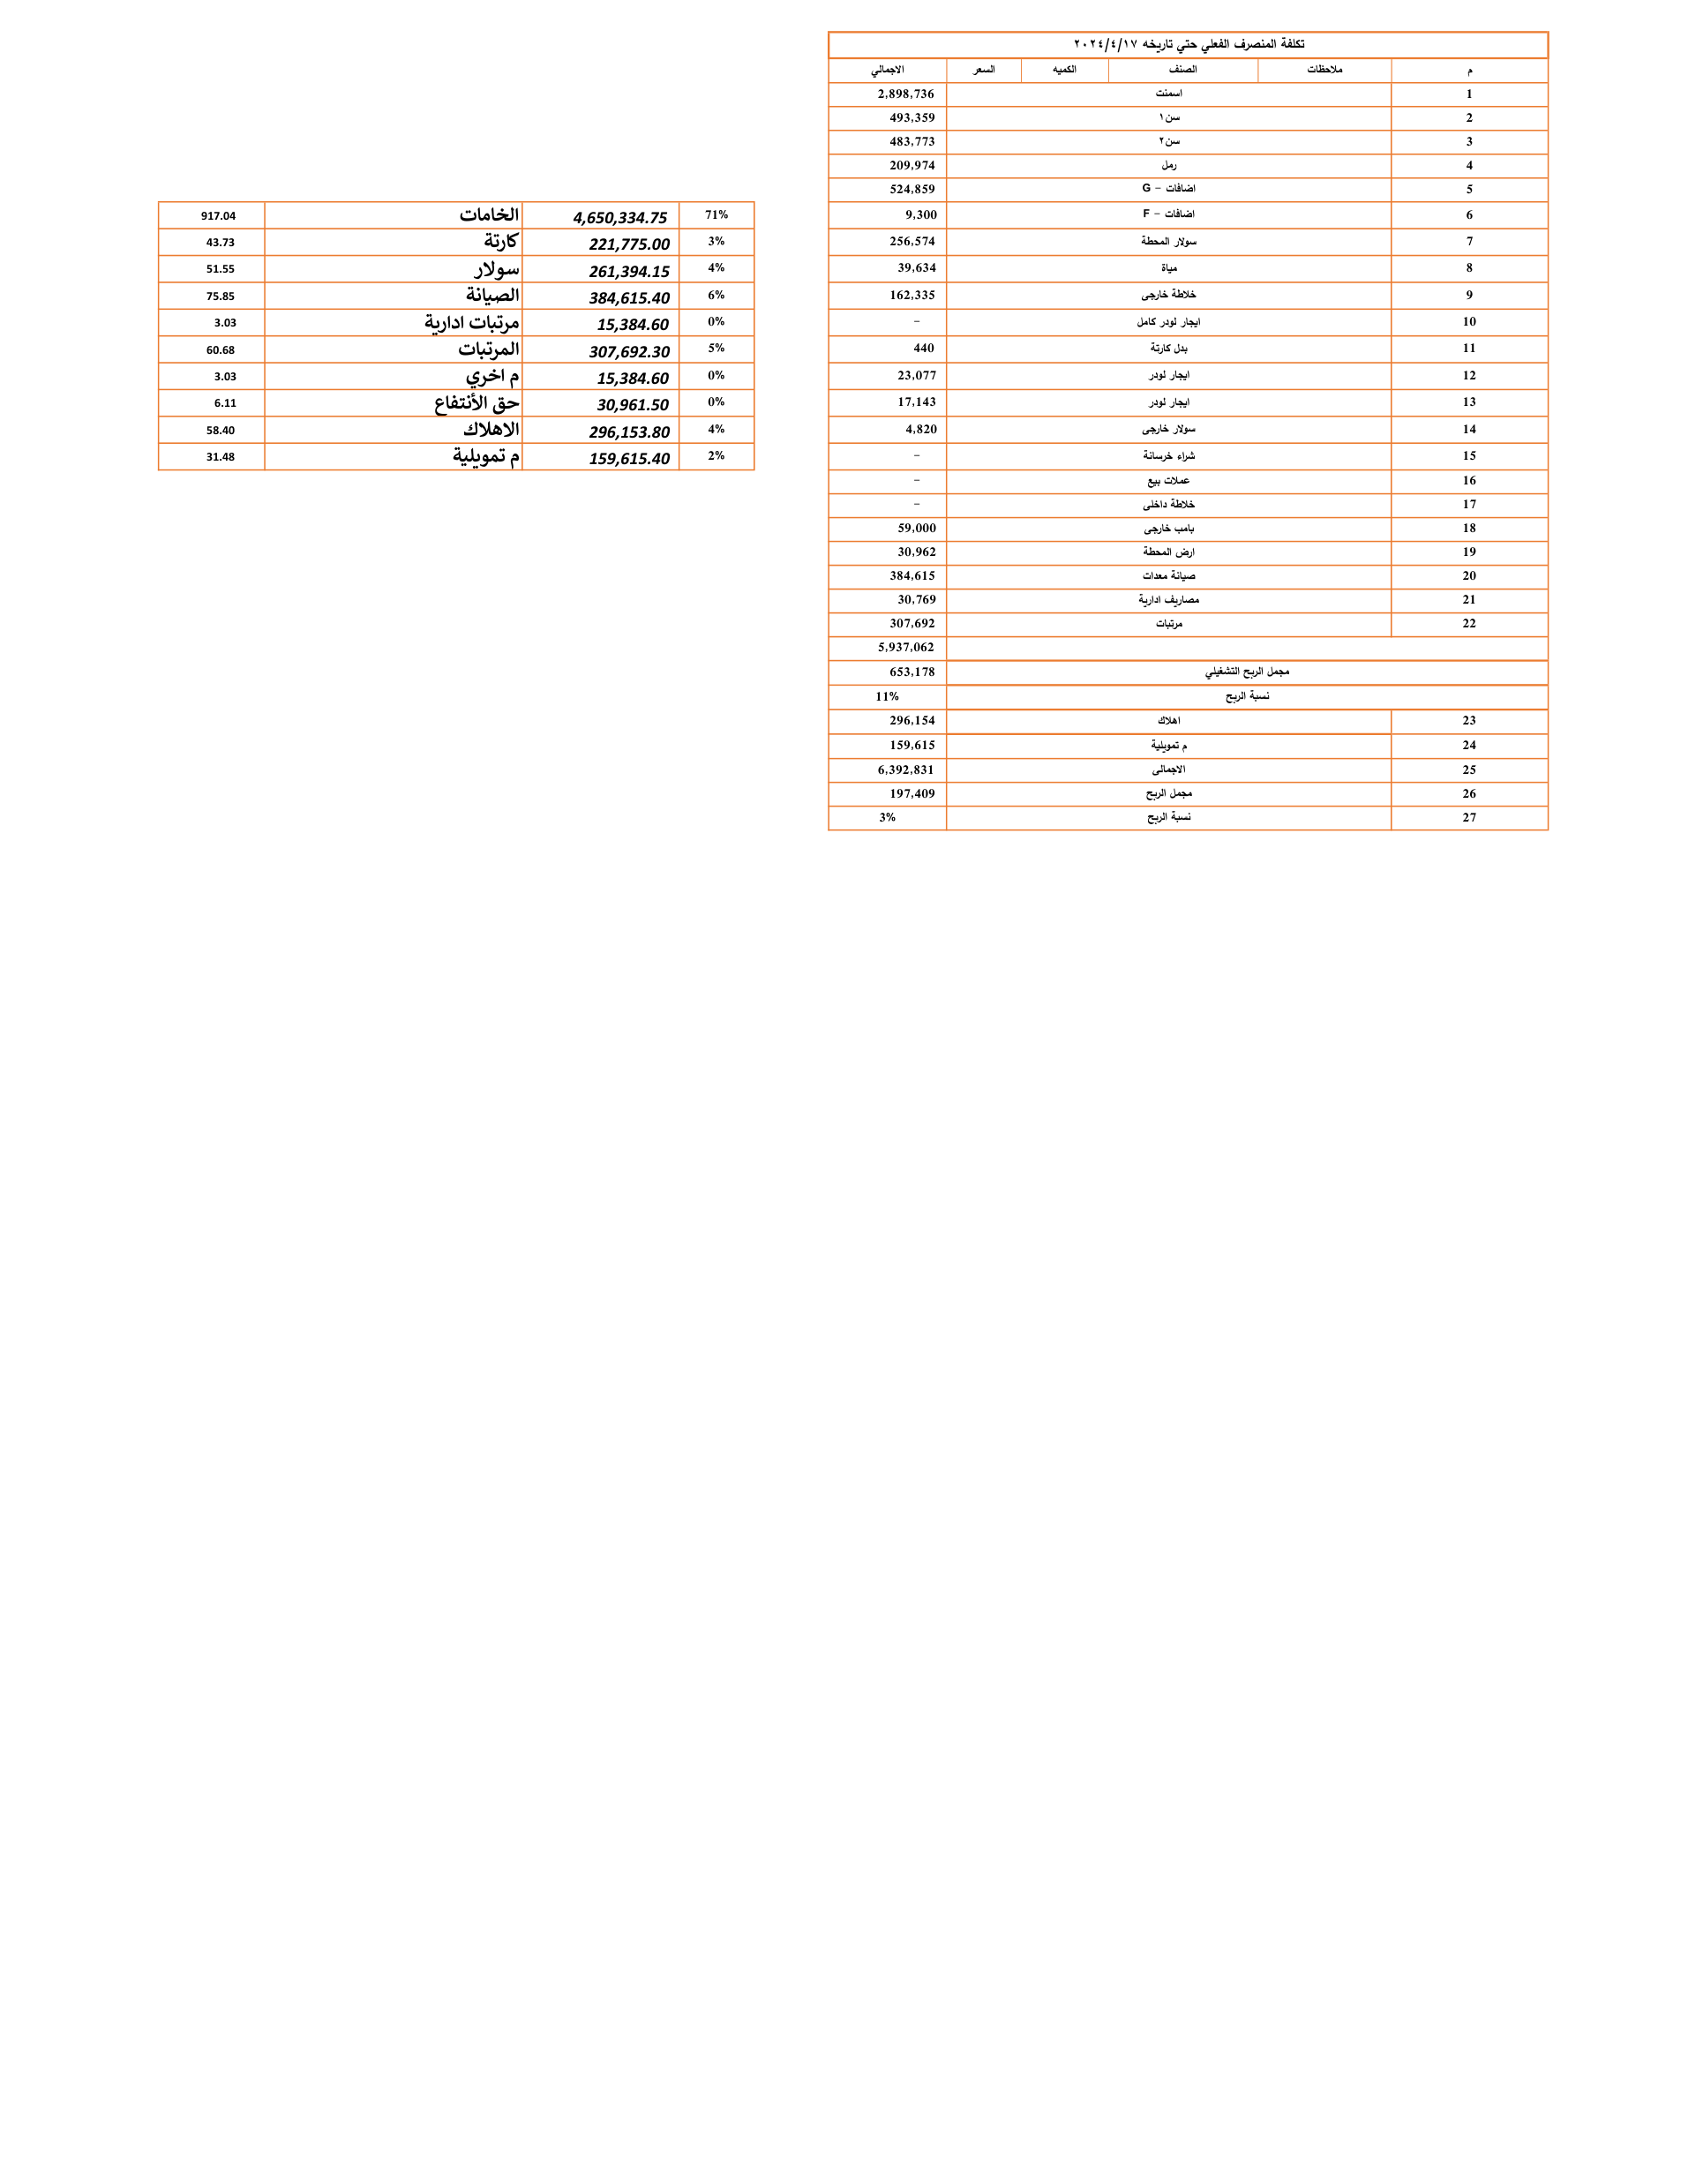 تكلفة المنصرف الفعلي حتي تاريخه ٢٠٢٤/٤/١٧
م ملاحظات الصنف الكميه السعر الاجمالي
1 اسمنت 2,898,736
2 سن١ 493,359
3 سن٢ 483,773
4 رمل 209,974
5 اضافات - G 524,859
6 اضافات - F 9,300
7 سولار المحطة 256,574
8 مياة 39,634
9 خلاطة خارجى 162,335
10 ايجار لودر كامل -
11 بدل كارتة 440
12 ايجار لودر 23,077
13 ايجار لودر 17,143
14 سولار خارجى 4,820
15 شراء خرسانة -
16 عملات بيع -
17 خلاطة داخلى -
18 بامب خارجى 59,000
19 ارض المحطة 30,962
20 صيانة معدات 384,615
21 مصاريف ادارية 30,769
22 مرتبات 307,692
5,937,062
مجمل الربح التشغيلي 653,178
نسبة الربح 11%
23 اهلاك 296,154
24 م تمويلية 159,615
25 الاجمالى 6,392,831
26 مجمل الربح 197,409
27 نسبة الربح 3%
71% 4,650,334.75 الخامات 917.04
3% 221,775.00 كارتة 43.73
4% 261,394.15 سولار 51.55
6% 384,615.40 الصيانة 75.85
0% 15,384.60 مرتبات ادارية 3.03
5% 307,692.30 المرتبات 60.68
0% 15,384.60 م اخري 3.03
0% 30,961.50 حق الأنتفاع 6.11
4% 296,153.80 الاهلاك 58.40
2% 159,615.40 م تمويلية 31.48